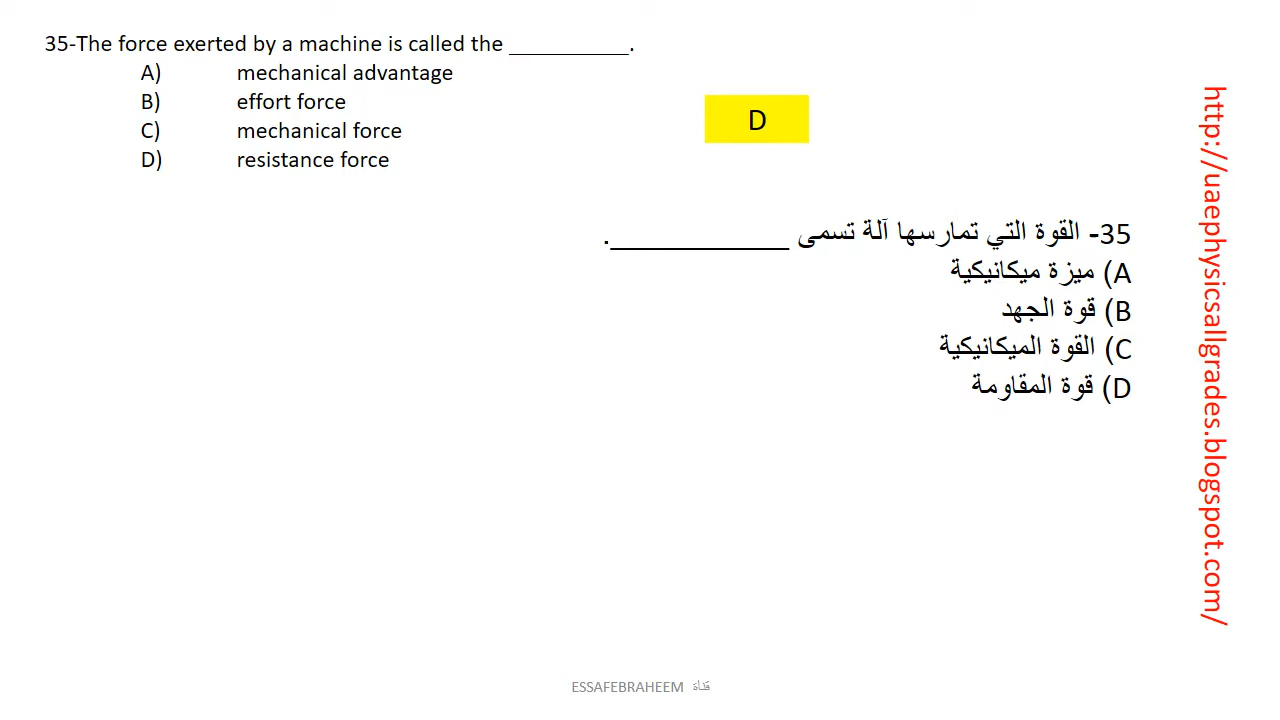 35-The force exerted by a machine is called the ___________.
A) mechanical advantage
B) effort force
C) mechanical force
D) resistance force
D
35- القوة التي تمارسها آلة تسمى ____________.
A) ميزة ميكانيكية
B) قوة الجهد
C) القوة الميكانيكية
D) قوة المقاومة
http://uaephysicsallgrades.blogspot.com/
ESSAFEBRAHEEM قناة